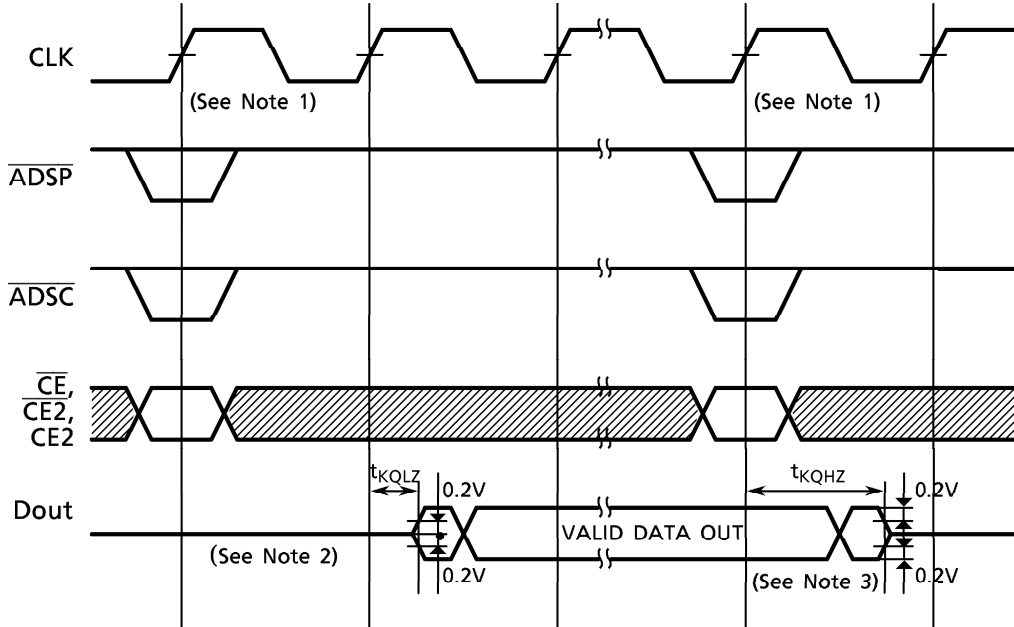 CLK
(See Note 1)
(See Note 1)
ADSP
ADSC
CE,
CE2,
CE2
tKQLZ
tKQHZ
0.2V
0.2V
Dout
VALID DATA OUT
(See Note 2)
0.2V
(See Note 3)
0.2V